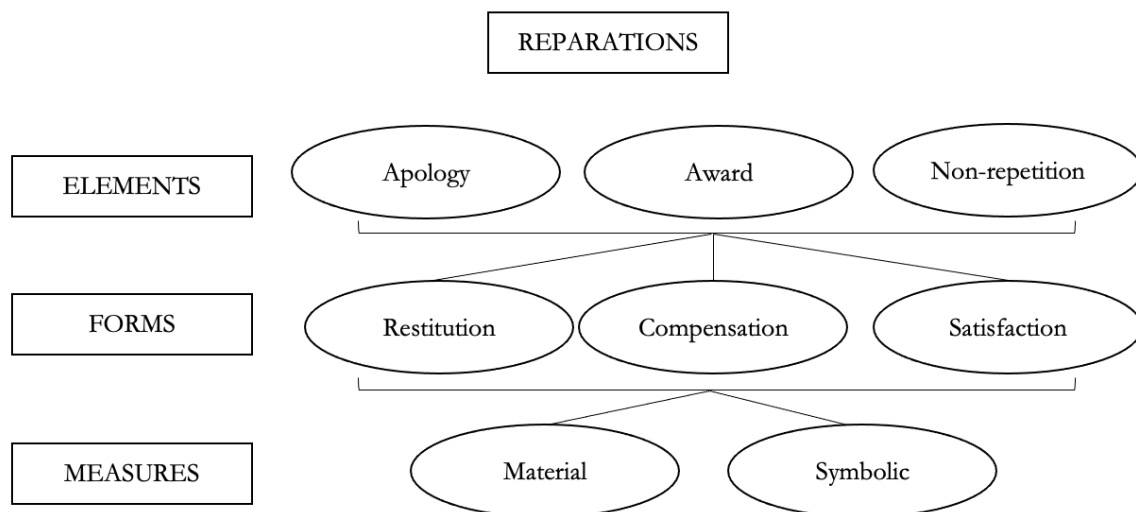 REPARATIONS
ELEMENTS
Apology
Award
Non-repetition
FORMS
Restitution
Compensation
Satisfaction
MEASURES
Material
Symbolic